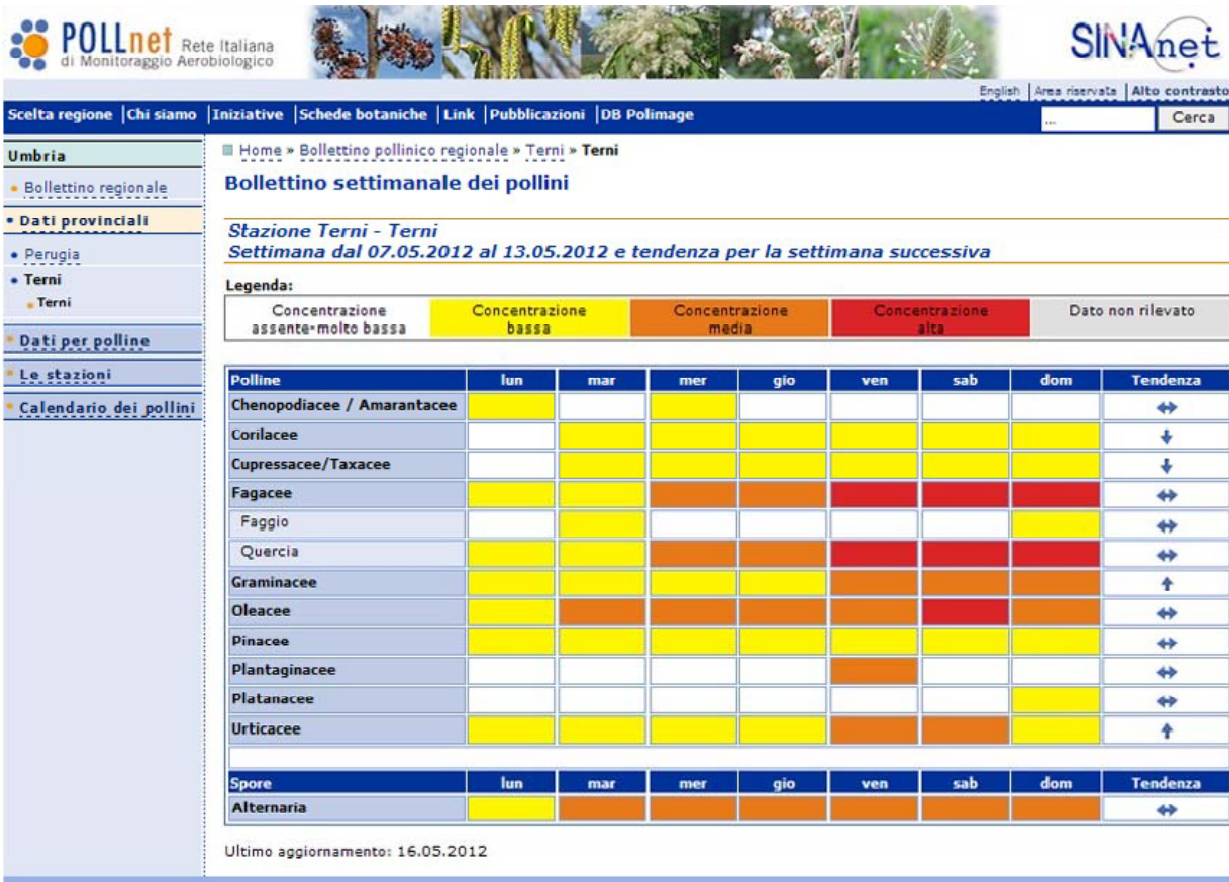 POLLnet Rete Italiana
di Monitoraggio Aerobiologico
SINAnet
English | Area riservata | Alto contrasto
Scelta regione | Chi siamo | Iniziative | Schede botaniche | Link | Pubblicazioni | DB Polimage
... Cerca
Umbria
Bollettino regionale
Dati provinciali
Perugia
Terni
Terni
Dati per polline
Le stazioni
Calendario dei pollini
Home » Bollettino pollinico regionale » Terni » Terni
Bollettino settimanale dei pollini
Stazione Terni - Terni
Settimana dal 07.05.2012 al 13.05.2012 e tendenza per la settimana successiva
Legenda:
Concentrazione assente-molto bassa
Concentrazione bassa
Concentrazione media
Concentrazione alta
Dato non rilevato
Polline lun mar mer gio ven sab dom Tendenza
Chenopodiacee / Amarantacee
Corilacee
Cupressacee/Taxacee
Fagacee
Faggio
Quercia
Graminacee
Oleacee
Pinacee
Plantaginacee
Platanacee
Urticacee
Spore lun mar mer gio ven sab dom Tendenza
Alternaria
Ultimo aggiornamento: 16.05.2012